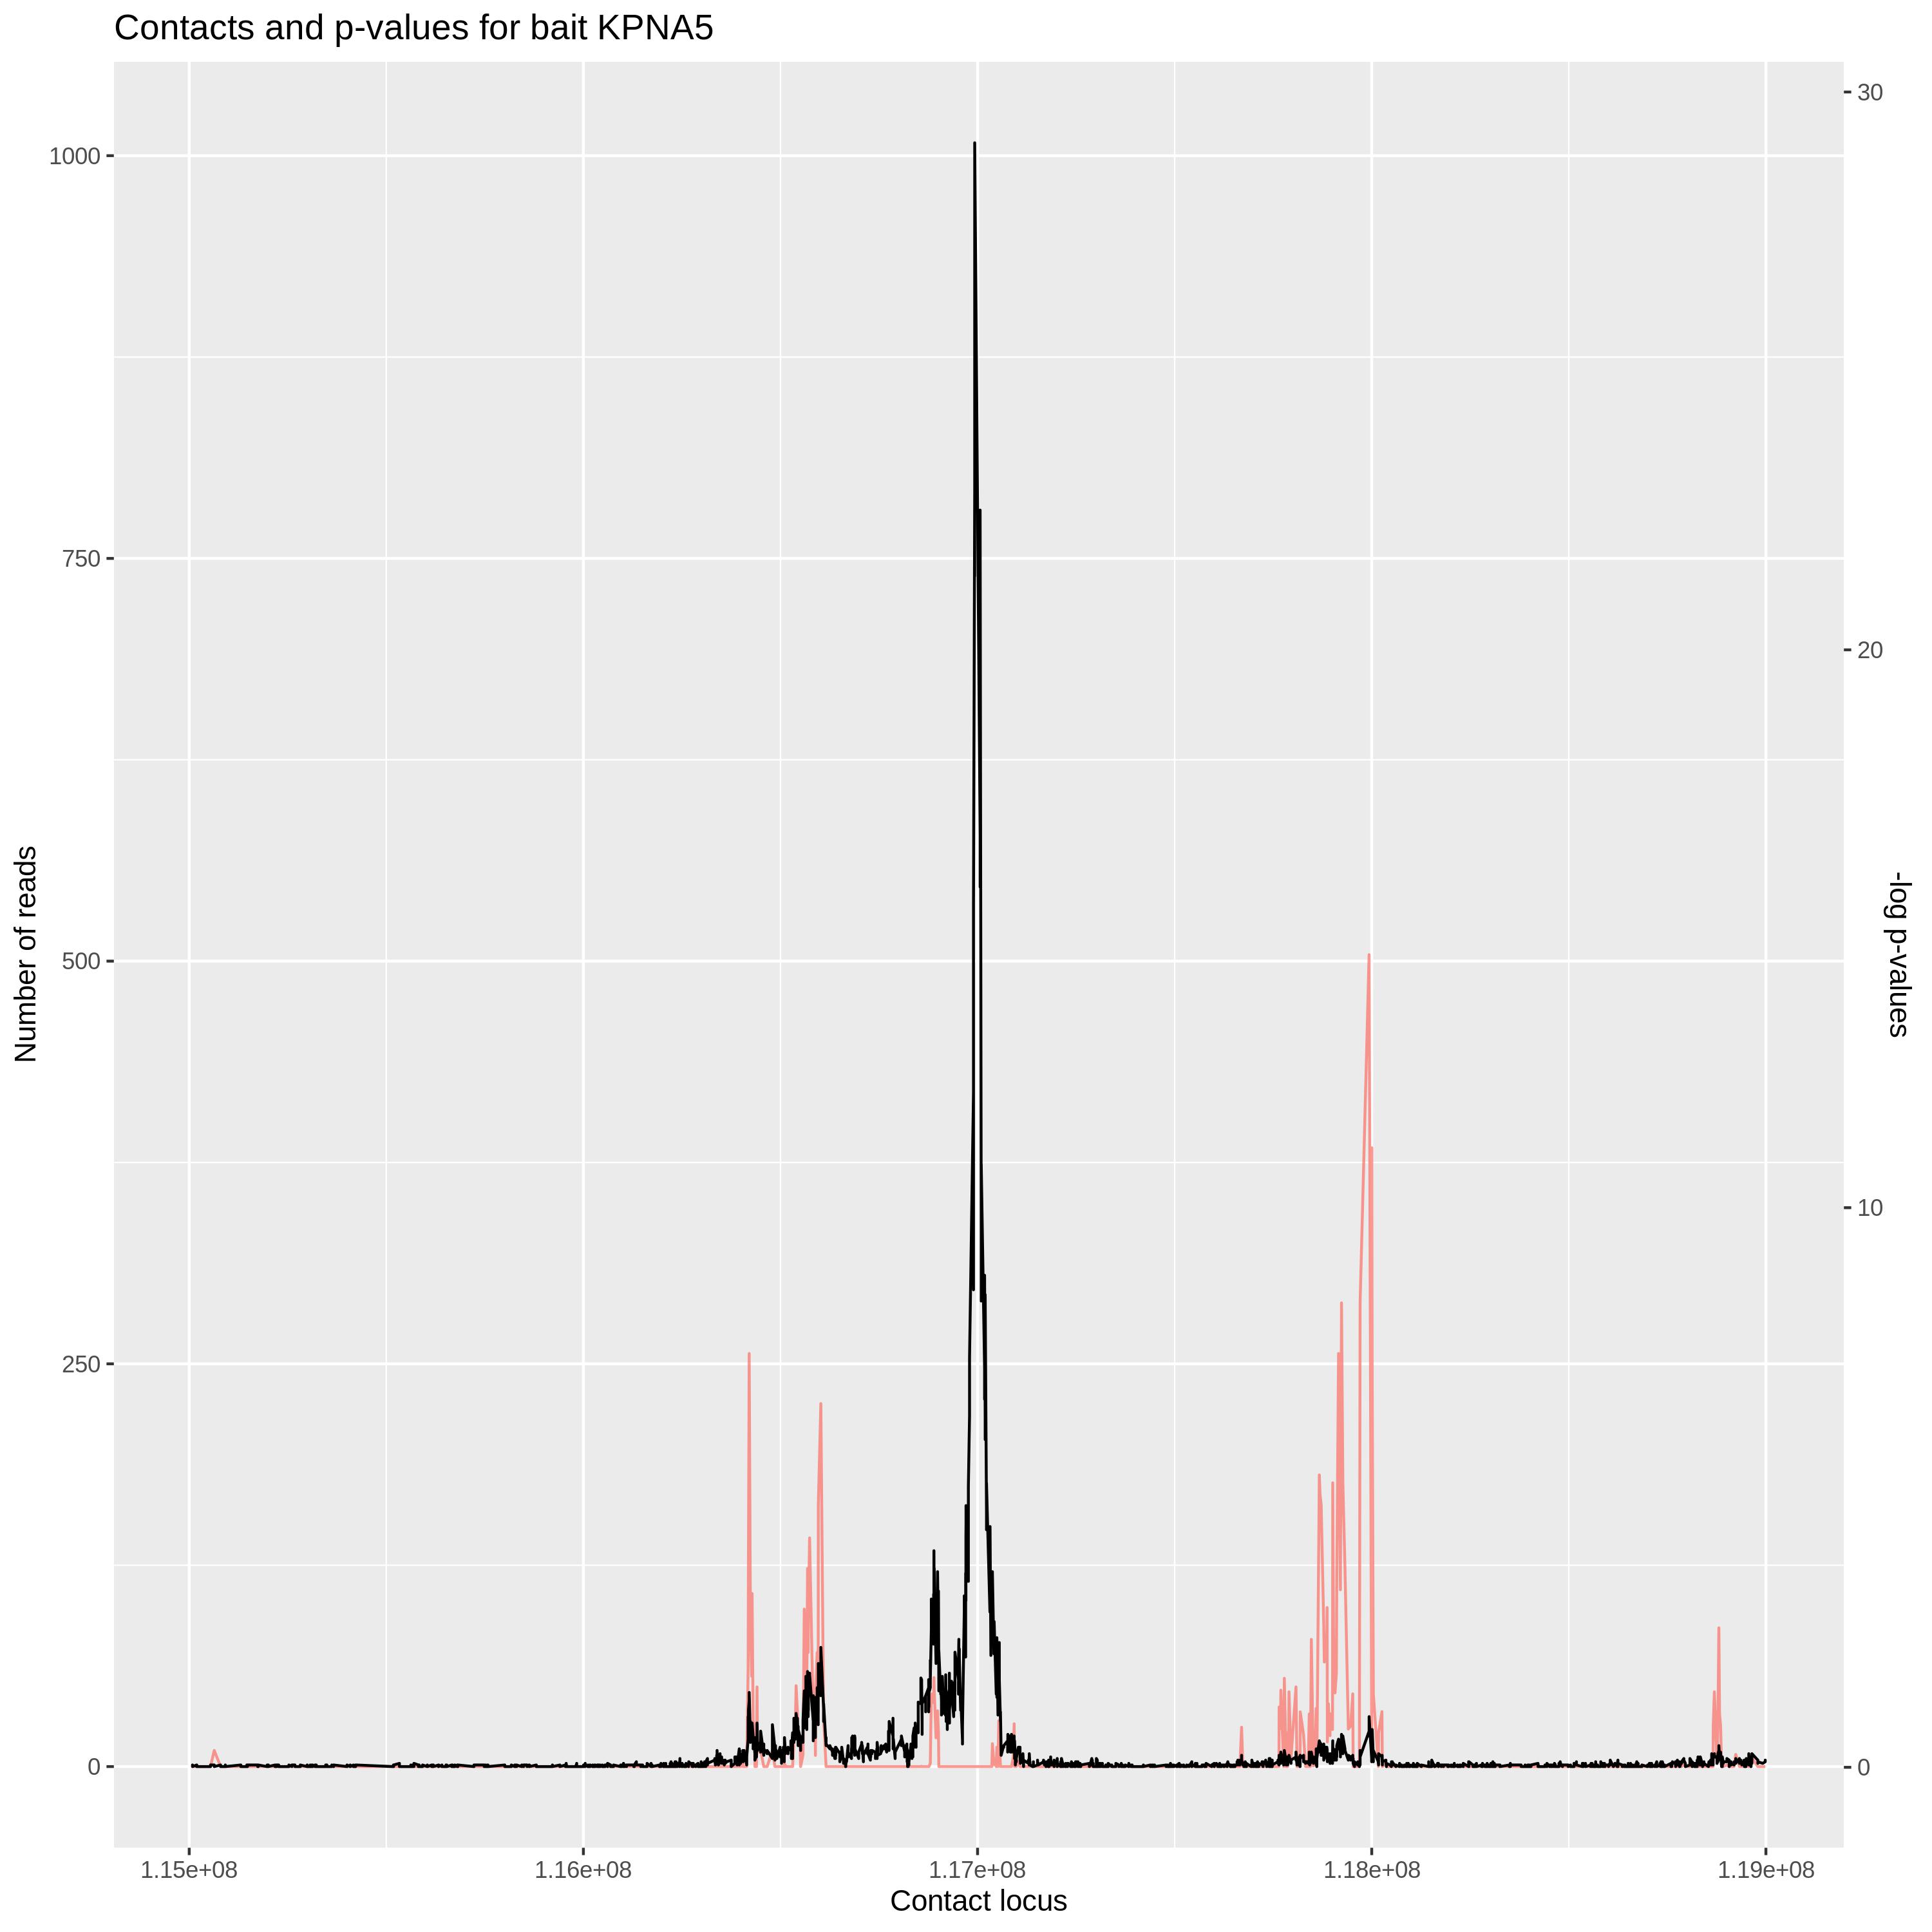 Contacts and p-values for bait KPNA5
30
1000
20
750
Number of reads
-log p-values
500
10
250
0
0
1.15e+08
1.16e+08
1.17e+08
1.18e+08
1.19e+08
Contact locus